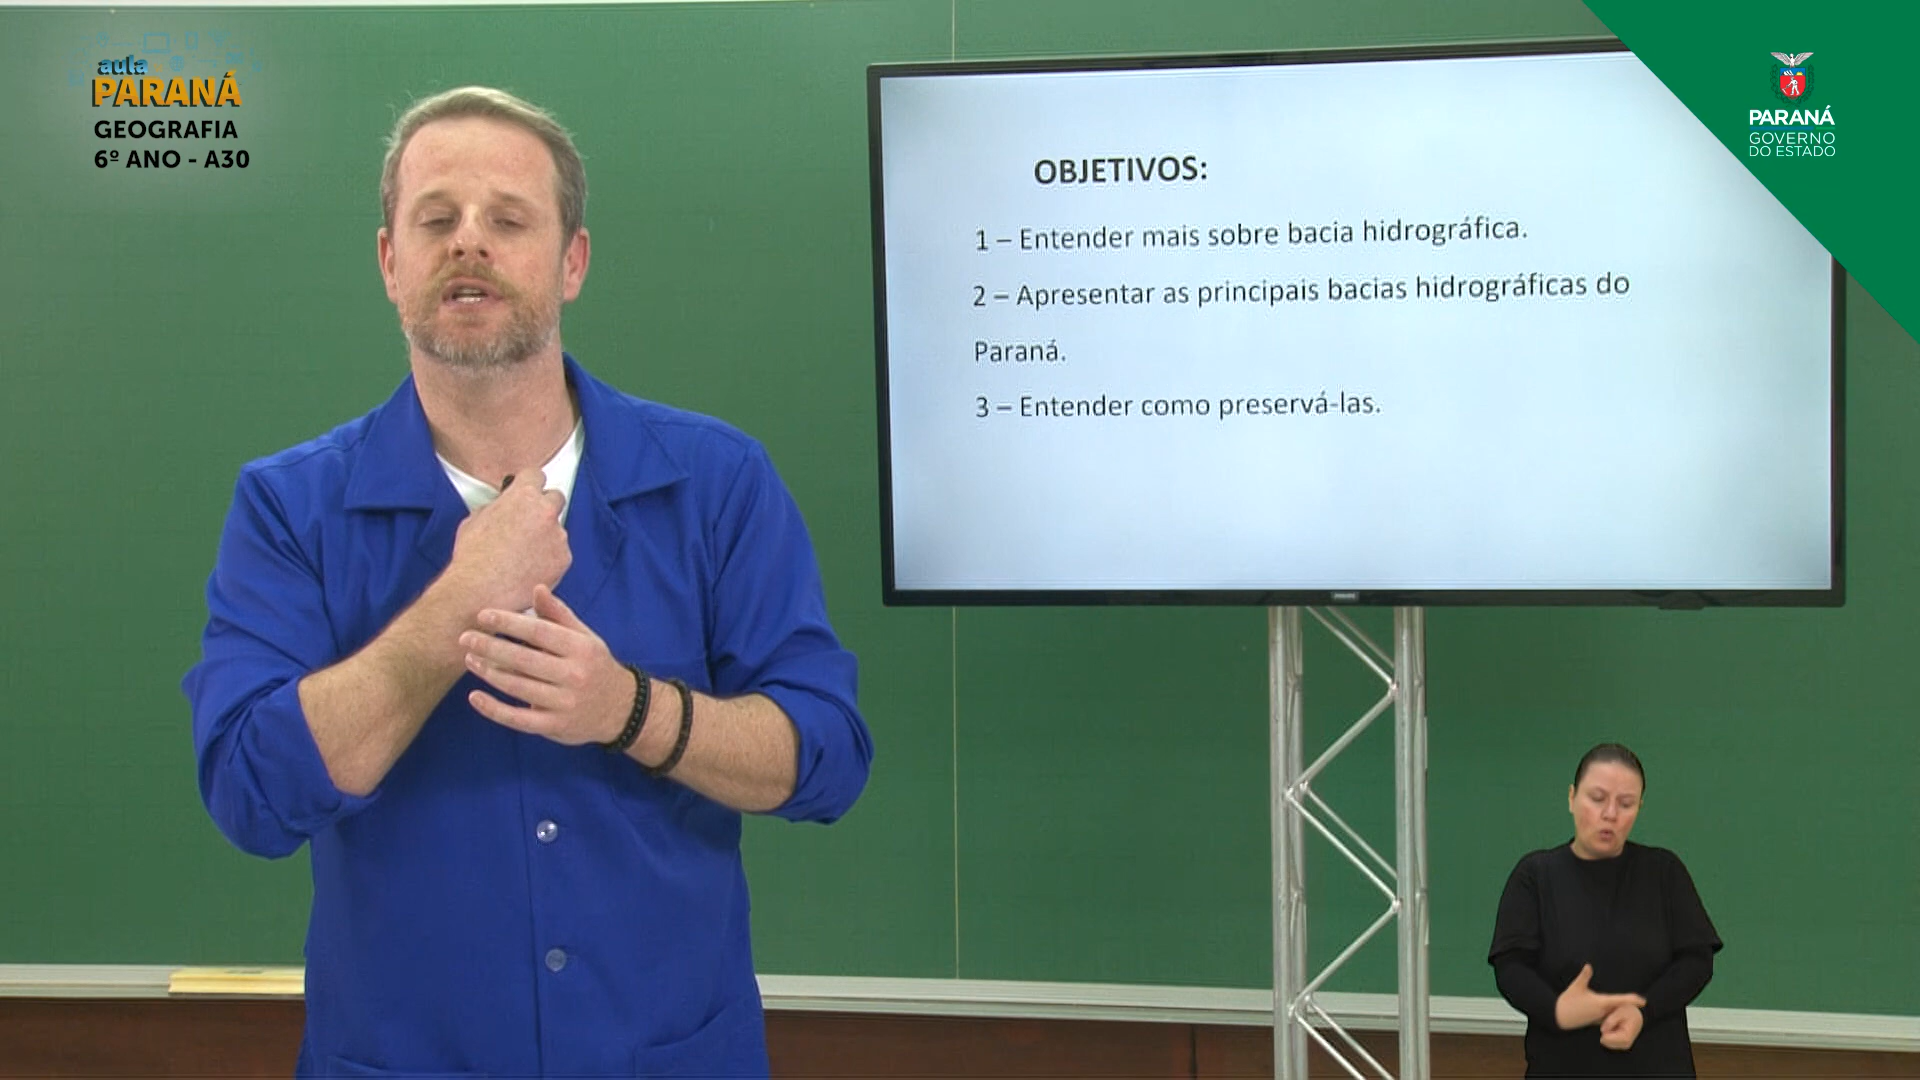 aula
PARANÁ
GEOGRAFIA
6º ANO - A30
OBJETIVOS:
1 – Entender mais sobre bacia hidrográfica.
2 – Apresentar as principais bacias hidrográficas do
Paraná.
3 – Entender como preservá-las.
PARANÁ
GOVERNO
DO ESTADO